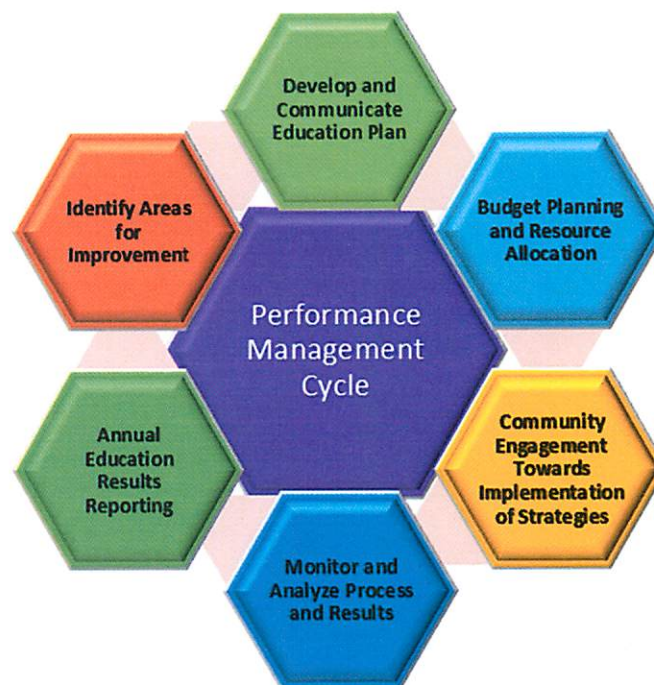 Develop and
Communicate
Education Plan
Identify Areas
for
Improvement
Budget Planning
and Resource
Allocation
Performance
Management
Cycle
Annual
Education
Results
Reporting
Community
Engagement
Towards
Implementation
of Strategies
Monitor and
Analyze Process
and Results